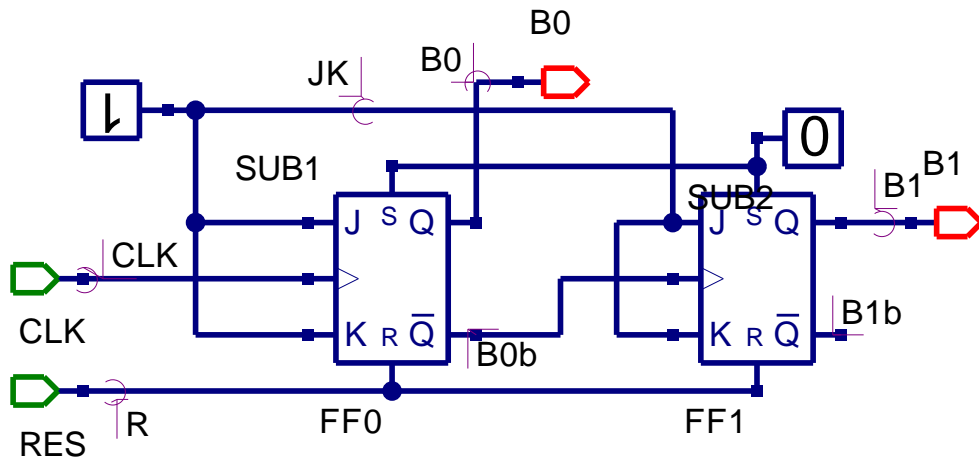 B0
B0
JK
1
0
SUB1
B1
B1
SUB2
J S Q
J S Q
CLK
CLK
K R Q̅
K R Q̅
B1b
B0b
R
FF0
FF1
RES